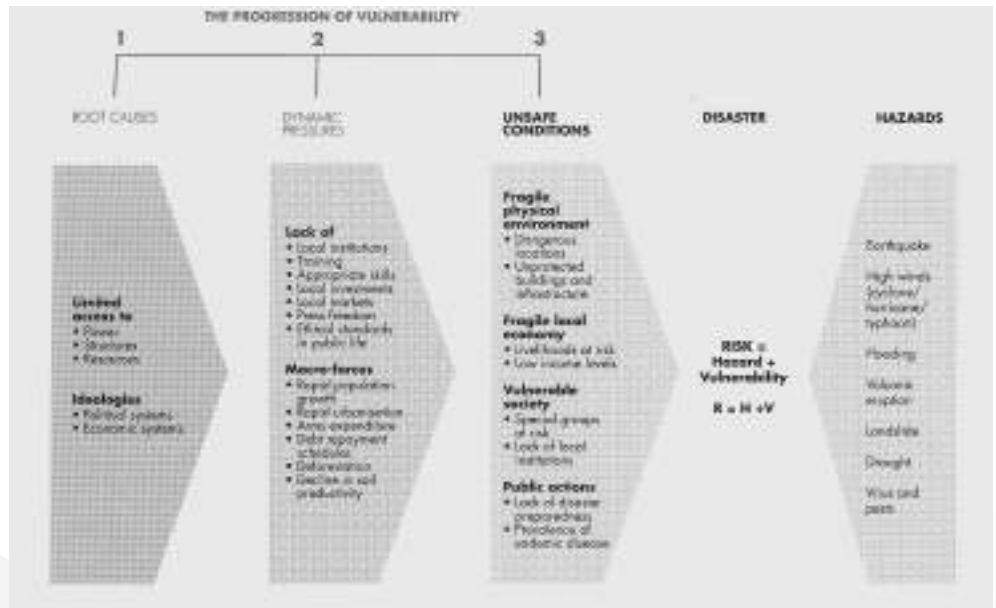 THE PROGRESSION OF VULNERABILITY
1
2
3
ROOT CAUSES
DYNAMIC
PRESSURES
UNSAFE
CONDITIONS
DISASTER
HAZARDS
Limited
access to
• Power
• Structures
• Resources
Ideologies
• Political systems
• Economic systems
Lack of
• Local institutions
• Training
• Appropriate skills
• Local investments
• Local markets
• Press freedom
• Ethical standards
in public life
Macro-forces
• Rapid population
growth
• Rapid urbanisation
• Arms expenditure
• Debt repayment
schedules
• Deforestation
• Decline in soil
productivity
Fragile
physical
environment
• Dangerous
locations
• Unprotected
buildings and
infrastructure
Fragile local
economy
• Livelihoods at risk
• Low income levels
Vulnerable
society
• Special groups
at risk
• Lack of local
institutions
Public actions
• Lack of disaster
preparedness
• Prevalence of
endemic disease
RISK =
Hazard +
Vulnerability
R = H +V
Earthquake
High winds
(cyclone/
hurricane/
typhoon)
Flooding
Volcanic
eruption
Landslide
Drought
Virus and
pests